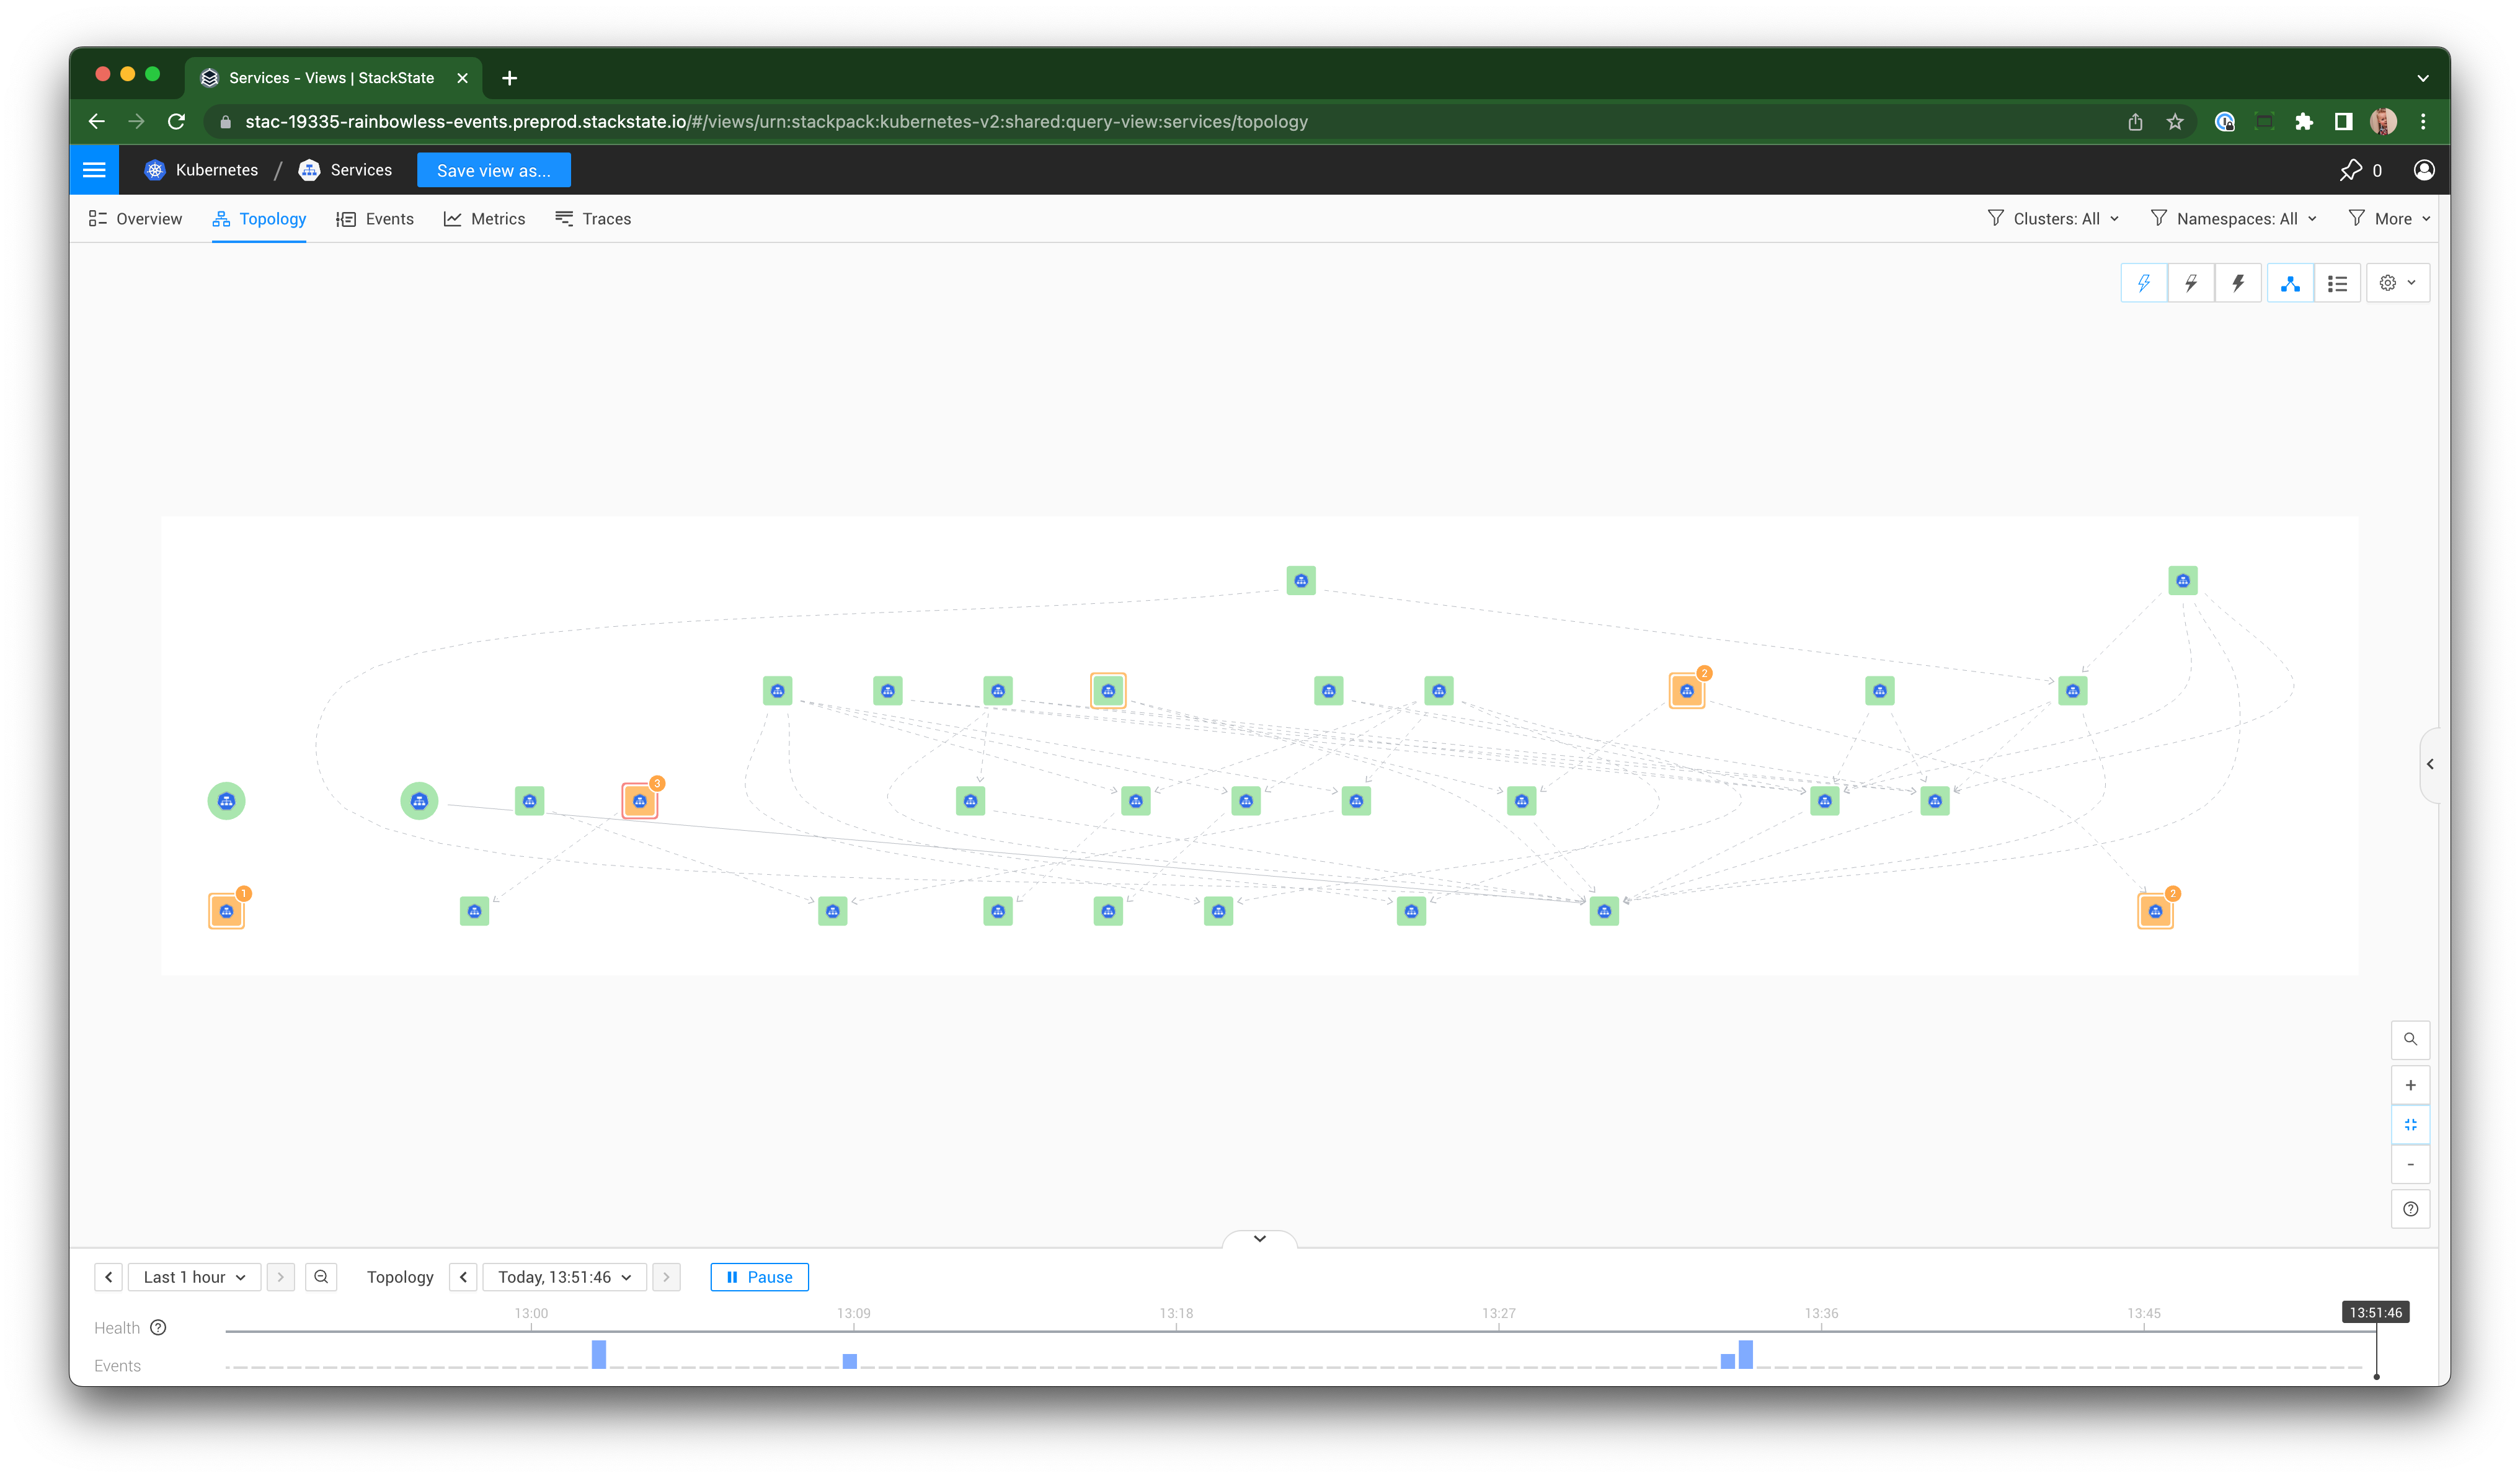 Services - Views | StackState
stac-19335-rainbowless-events.preprod.stackstate.io/#/views/urn:stackpack:kubernetes-v2:shared:query-view:services/topology
Kubernetes / Services Save view as... 0
Overview Topology Events Metrics Traces Clusters: All Namespaces: All More
2
3
1
2
+
-
Last 1 hour Topology Today, 13:51:46 Pause
13:00 13:09 13:18 13:27 13:36 13:45 13:51:46
Health ?
Events